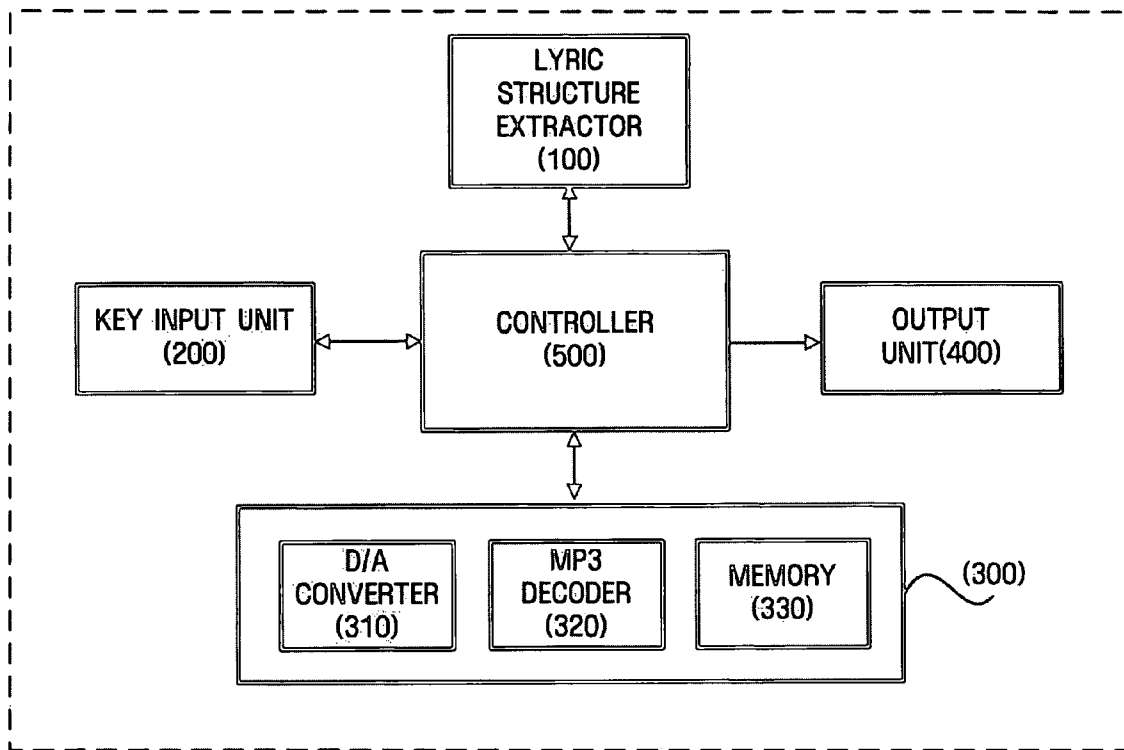 LYRIC
STRUCTURE
EXTRACTOR
(100)
KEY INPUT UNIT
(200)
CONTROLLER
(500)
OUTPUT
UNIT(400)
D/A
CONVERTER
(310)
MP3
DECODER
(320)
MEMORY
(330)
(300)